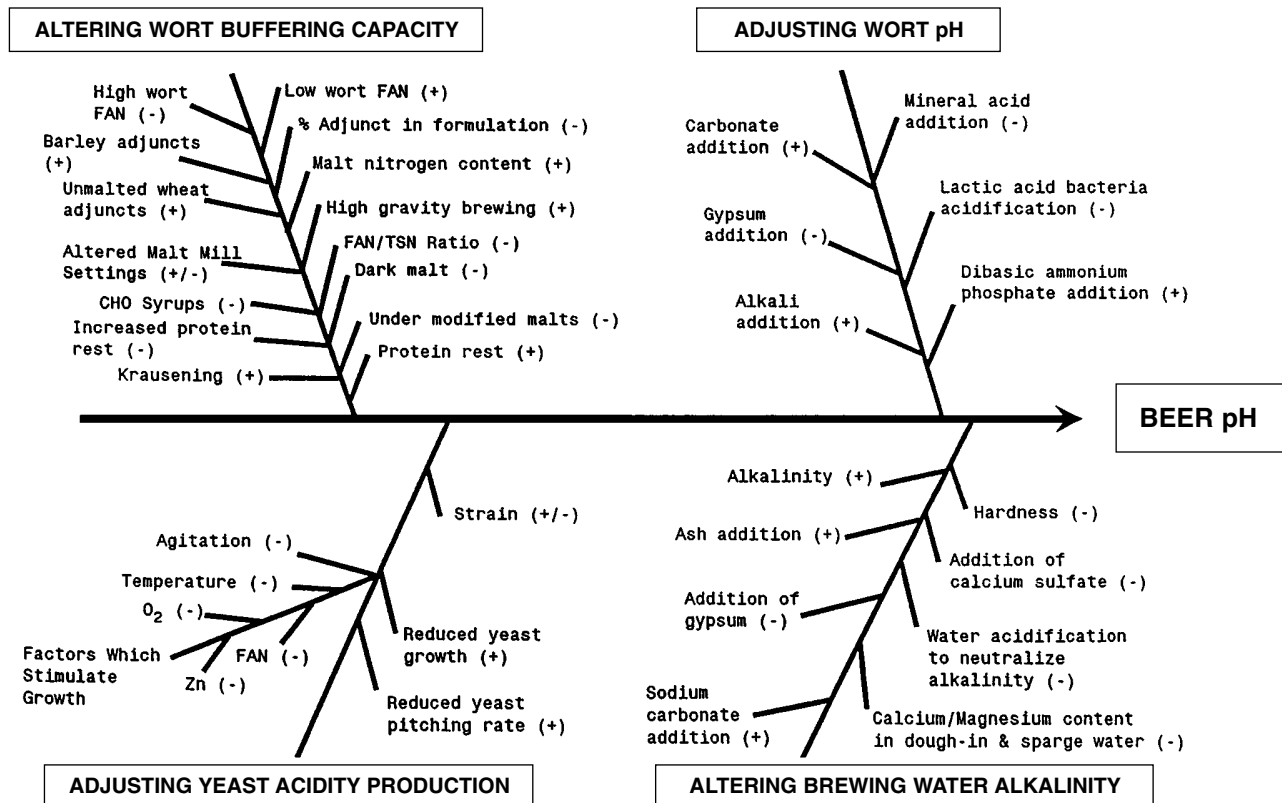 ALTERING WORT BUFFERING CAPACITY
High wort
FAN (-)
Low wort FAN (+)
% Adjunct in formulation (-)
Barley adjuncts
(+)
Malt nitrogen content (+)
Unmalted wheat
adjuncts (+)
High gravity brewing (+)
FAN/TSN Ratio (-)
Altered Malt Mill
Settings (+/-)
Dark malt (-)
CHO Syrups (-)
Under modified malts (-)
Increased protein
rest (-)
Protein rest (+)
Krausening (+)
ADJUSTING WORT pH
Mineral acid
addition (-)
Carbonate
addition (+)
Lactic acid bacteria
acidification (-)
Gypsum
addition (-)
Dibasic ammonium
phosphate addition (+)
Alkali
addition (+)
BEER pH
Strain (+/-)
Agitation (-)
Temperature (-)
O2 (-)
Factors Which
Stimulate
Growth
Zn (-)
FAN (-)
Reduced yeast
growth (+)
Reduced yeast
pitching rate (+)
ADJUSTING YEAST ACIDITY PRODUCTION
Alkalinity (+)
Hardness (-)
Ash addition (+)
Addition of
calcium sulfate (-)
Addition of
gypsum (-)
Water acidification
to neutralize
alkalinity (-)
Sodium
carbonate
addition (+)
Calcium/Magnesium content
in dough-in & sparge water (-)
ALTERING BREWING WATER ALKALINITY